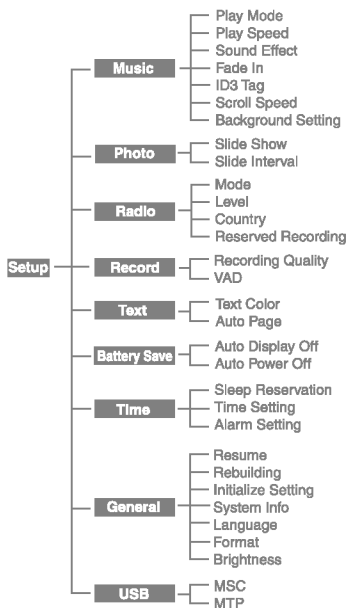 Setup
Music
Play Mode
Play Speed
Sound Effect
Fade In
ID3 Tag
Scroll Speed
Background Setting
Photo
Slide Show
Slide Interval
Radio
Mode
Level
Country
Reserved Recording
Record
Recording Quality
VAD
Text
Text Color
Auto Page
Battery Save
Auto Display Off
Auto Power Off
Time
Sleep Reservation
Time Setting
Alarm Setting
General
Resume
Rebuilding
Initialize Setting
System Info
Language
Format
Brightness
USB
MSC
MTP